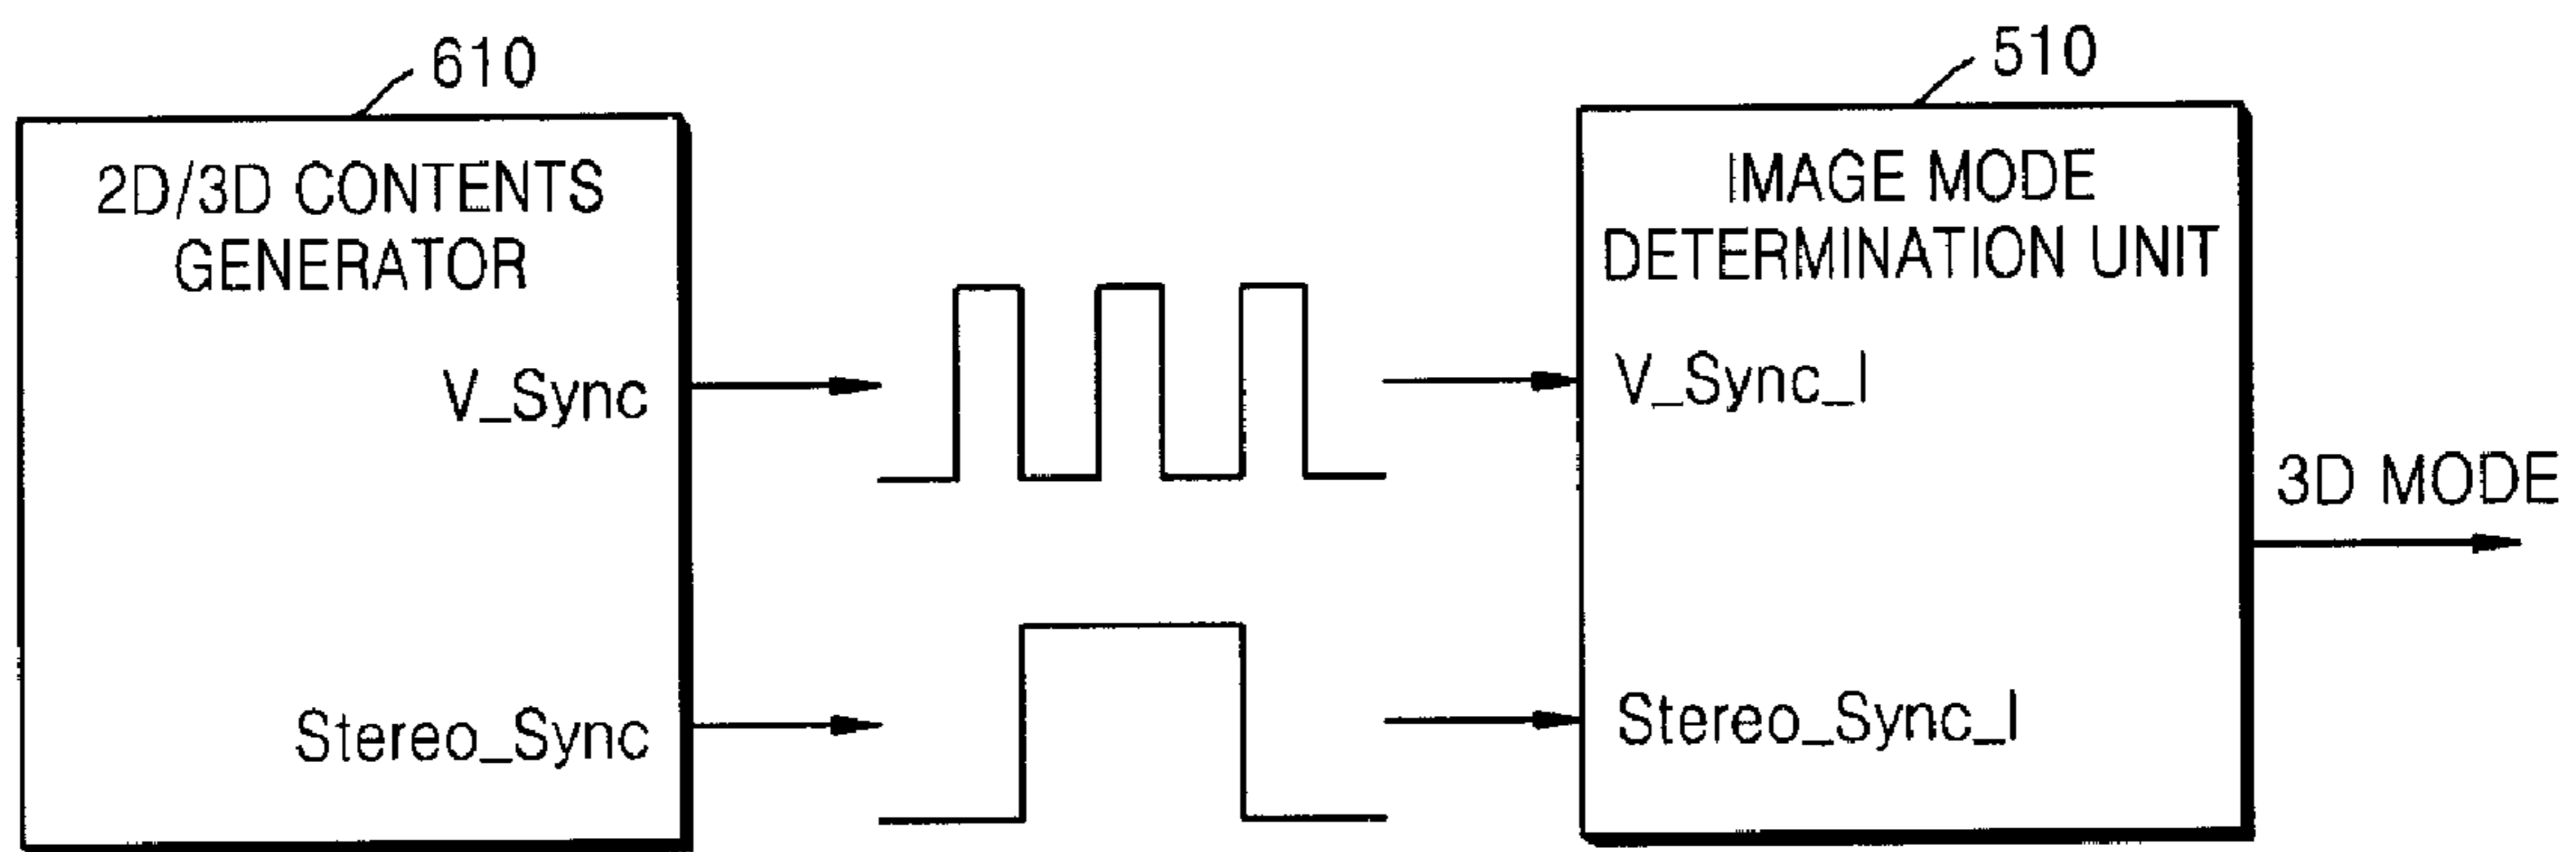 610
2D/3D CONTENTS
GENERATOR
V_Sync
Stereo_Sync
510
IMAGE MODE
DETERMINATION UNIT
V_Sync_I
Stereo_Sync_I
3D MODE